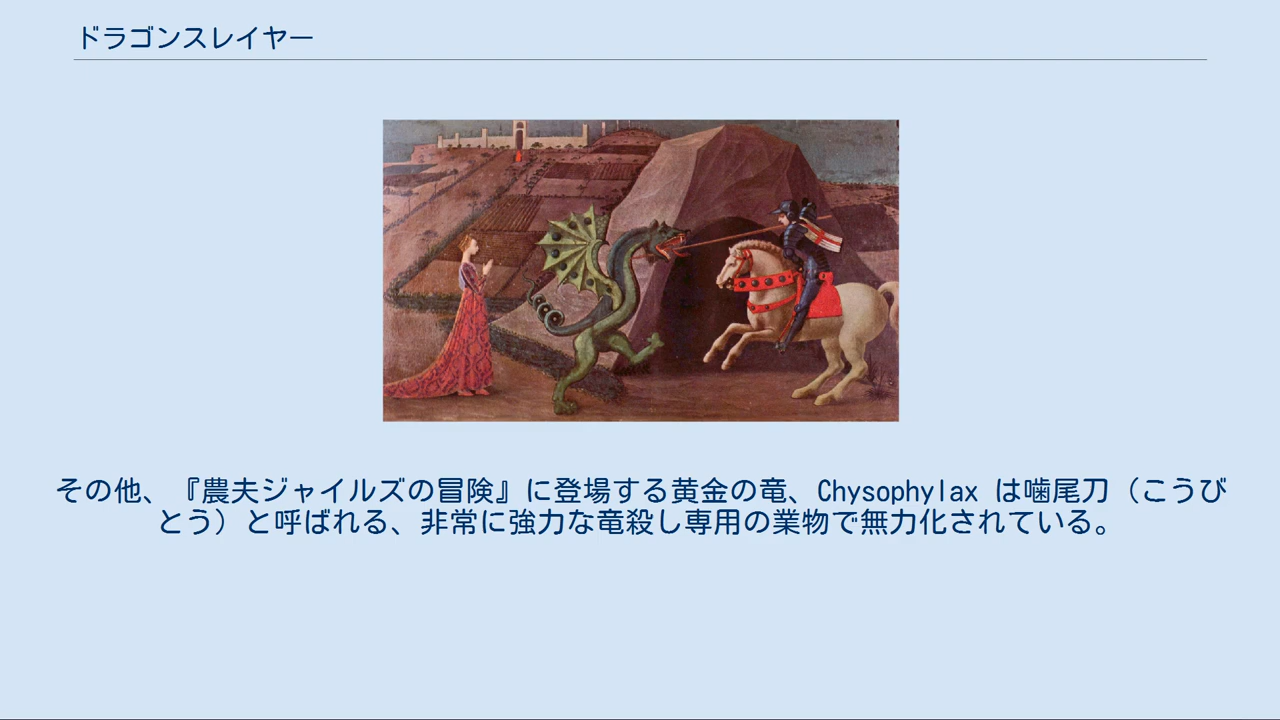 ドラゴンスレイヤー
その他、『農夫ジャイルズの冒険』に登場する黄金の竜、Chysophylax は噛尾刀（こうび
とう）と呼ばれる、非常に強力な竜殺し専用の業物で無力化されている。